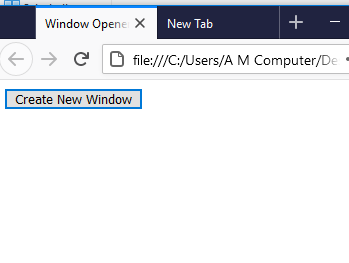 Window Opene
New Tab
file:///C:/Users/A M Computer/De
Create New Window